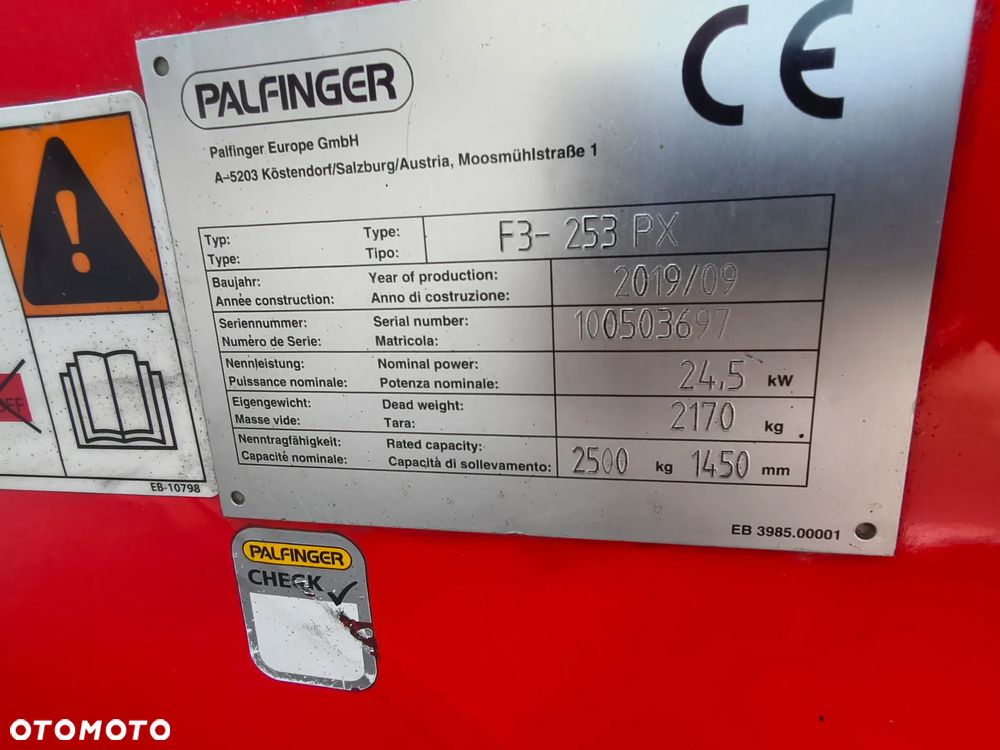 PALFINGER
CE
Palfinger Europe GmbH
A-5203 Köstendorf/Salzburg/Austria, Moosmühlstraße 1
Typ: Type: F3-253 PX
Type: Tipo:
Baujahr: Year of production: 2019/09
Année construction: Anno di costruzione:
Seriennummer: Serial number: 100503697
Numéro de Serie: Matricola:
Nennleistung: Nominal power: 24,5 kW
Puissance nominale: Potenza nominale:
Eigengewicht: Dead weight: 2170 kg
Masse vide: Tara:
Nenntragfähigkeit: Rated capacity: 2500 kg 1450 mm
Capacité nominale: Capacità di sollevamento:
EB 3985.00001
EB-10798
PALFINGER
CHECK
OTOMOTO